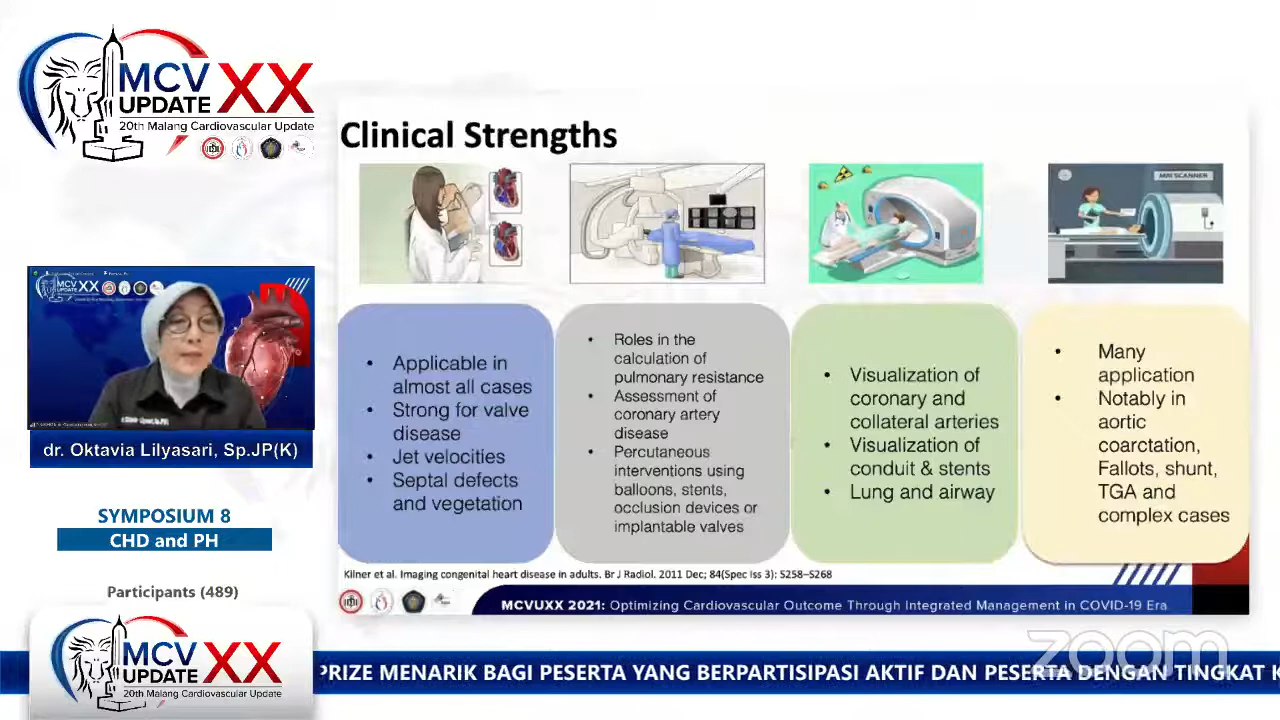 MCV
UPDATE
XX
20th Malang Cardiovascular Update
MCV
UPDATE
XX
dr. Oktavia Lilyasari, Sp.JP(K)
SYMPOSIUM 8
CHD and PH
Participants (489)
Clinical Strengths
MRI SCANNER
• Applicable in
almost all cases
• Strong for valve
disease
• Jet velocities
• Septal defects
and vegetation
• Roles in the
calculation of
pulmonary resistance
• Assessment of
coronary artery
disease
• Percutaneous
interventions using
balloons, stents,
occlusion devices or
implantable valves
• Visualization of
coronary and
collateral arteries
• Visualization of
conduit & stents
• Lung and airway
• Many
application
• Notably in
aortic
coarctation,
Fallots, shunt,
TGA and
complex cases
Kilner et al. Imaging congenital heart disease in adults. Br J Radiol. 2011 Dec; 84(Spec Iss 3): S258–S268
MCVUXX 2021: Optimizing Cardiovascular Outcome Through Integrated Management in COVID-19 Era
zoom
MCV
UPDATE
XX
20th Malang Cardiovascular Update
PRIZE MENARIK BAGI PESERTA YANG BERPARTISIPASI AKTIF DAN PESERTA DENGAN TINGKAT K